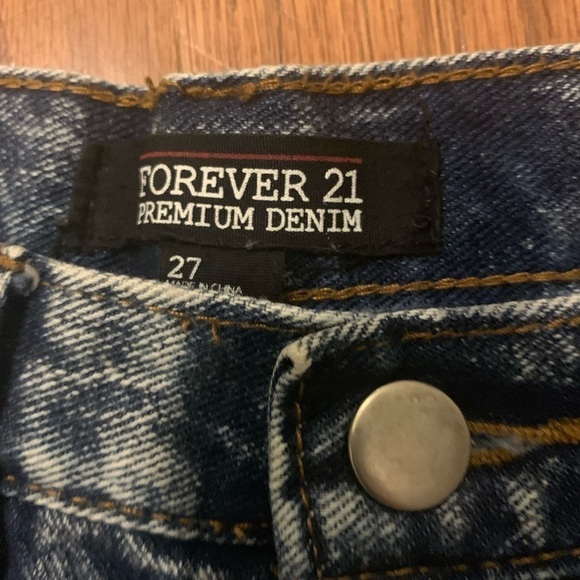 FOREVER 21
PREMIUM DENIM
27
MADE IN CHINA